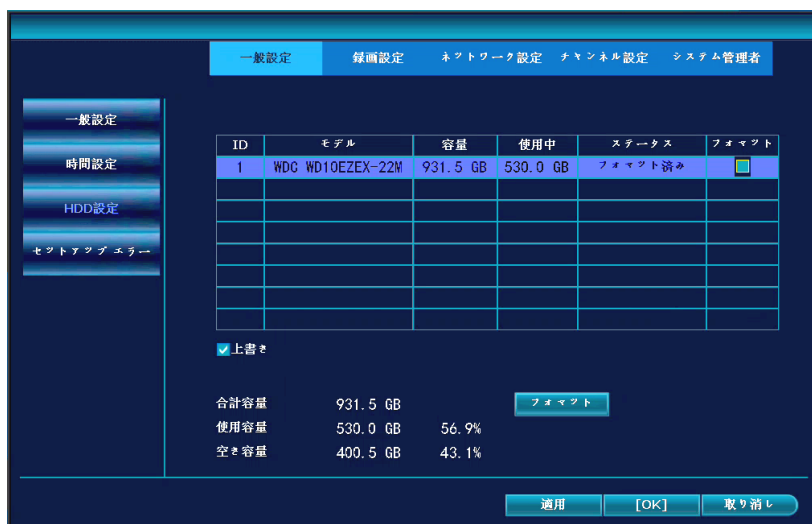 一般設定 録画設定 ネットワーク設定 チャンネル設定 システム管理者
一般設定
時間設定
HDD設定
セットアップ エラー
ID モデル 容量 使用中 ステータス フォマット
1 WDC WD10EZEX-22M 931.5 GB 530.0 GB フォマット済み
上書き
合計容量 931.5 GB フォマット
使用容量 530.0 GB 56.9%
空き容量 400.5 GB 43.1%
適用 [OK] 取り消し